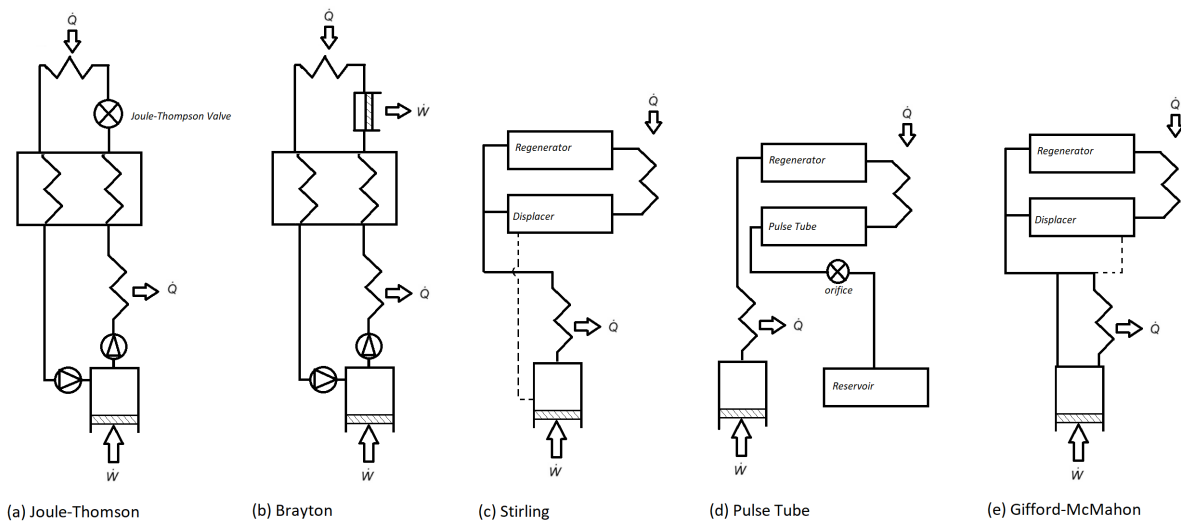 Q̇
Joule-Thompson Valve
Q̇
Ẇ
(a) Joule-Thomson
Q̇
Ẇ
Q̇
Ẇ
(b) Brayton
Q̇
Regenerator
Displacer
Q̇
Ẇ
(c) Stirling
Q̇
Regenerator
Pulse Tube
orifice
Q̇
Reservoir
Ẇ
(d) Pulse Tube
Q̇
Regenerator
Displacer
Q̇
Ẇ
(e) Gifford-McMahon